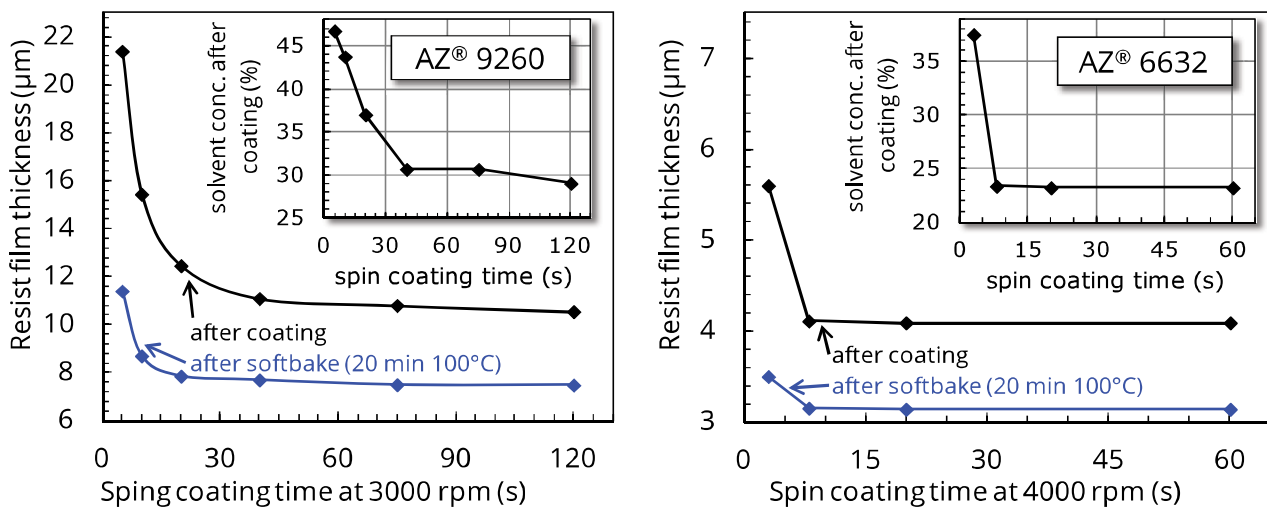 Resist film thickness (µm)
22
20
18
16
14
12
10
8
6
0
30
60
90
120
Sping coating time at 3000 rpm (s)
after coating
after softbake (20 min 100°C)
solvent conc. after
coating (%)
45
40
35
30
25
0
30
60
90
120
spin coating time (s)
AZ® 9260
Resist film thickness (µm)
7
6
5
4
3
0
15
30
45
60
Spin coating time at 4000 rpm (s)
after coating
after softbake (20 min 100°C)
solvent conc. after
coating (%)
35
30
25
20
0
15
30
45
60
spin coating time (s)
AZ® 6632